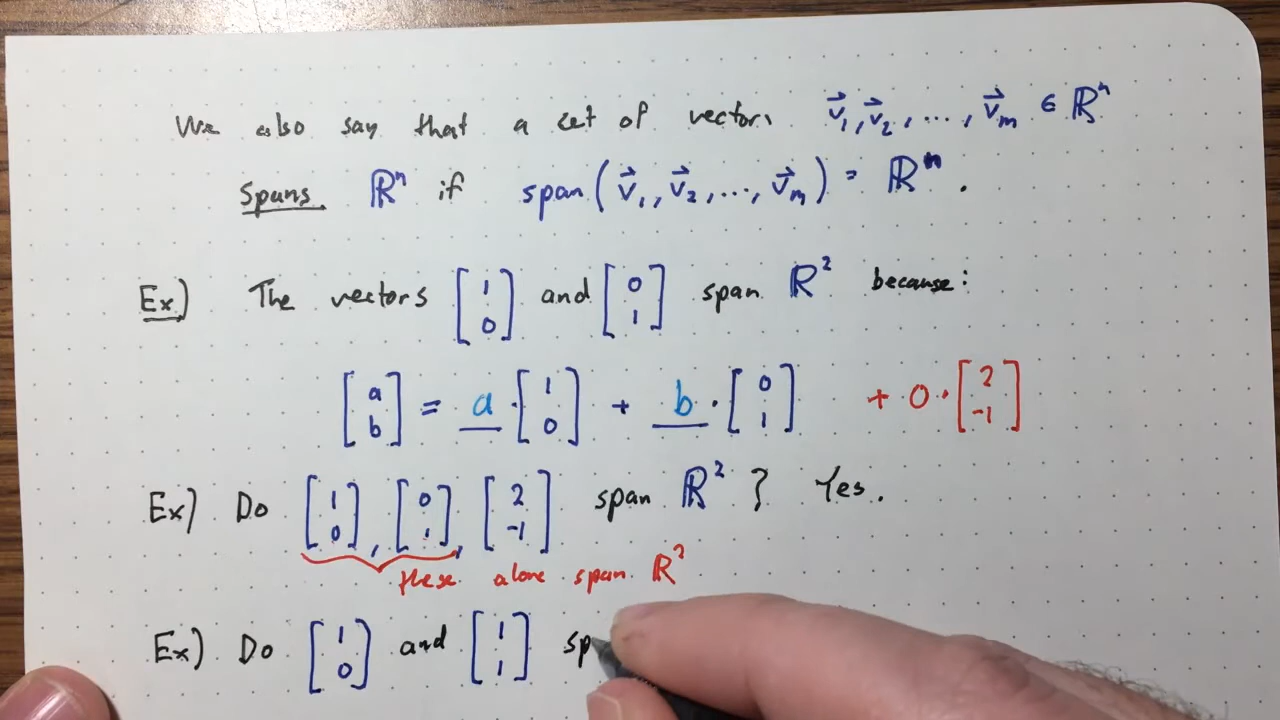 We also say that a set of vectors v⃗₁, v⃗₂, ..., v⃗ₘ ∈ ℝⁿ
spans ℝⁿ if span(v⃗₁, v⃗₂, ..., v⃗ₘ) = ℝⁿ.
Ex) The vectors [1 0] and [0 1] span ℝ² because:
[a b] = a · [1 0] + b · [0 1] + 0 · [2 -1]
Ex) Do [1 0], [0 1], [2 -1] span ℝ² ? Yes.
these alone span ℝ²
Ex) Do [1 0] and [1 1] sp